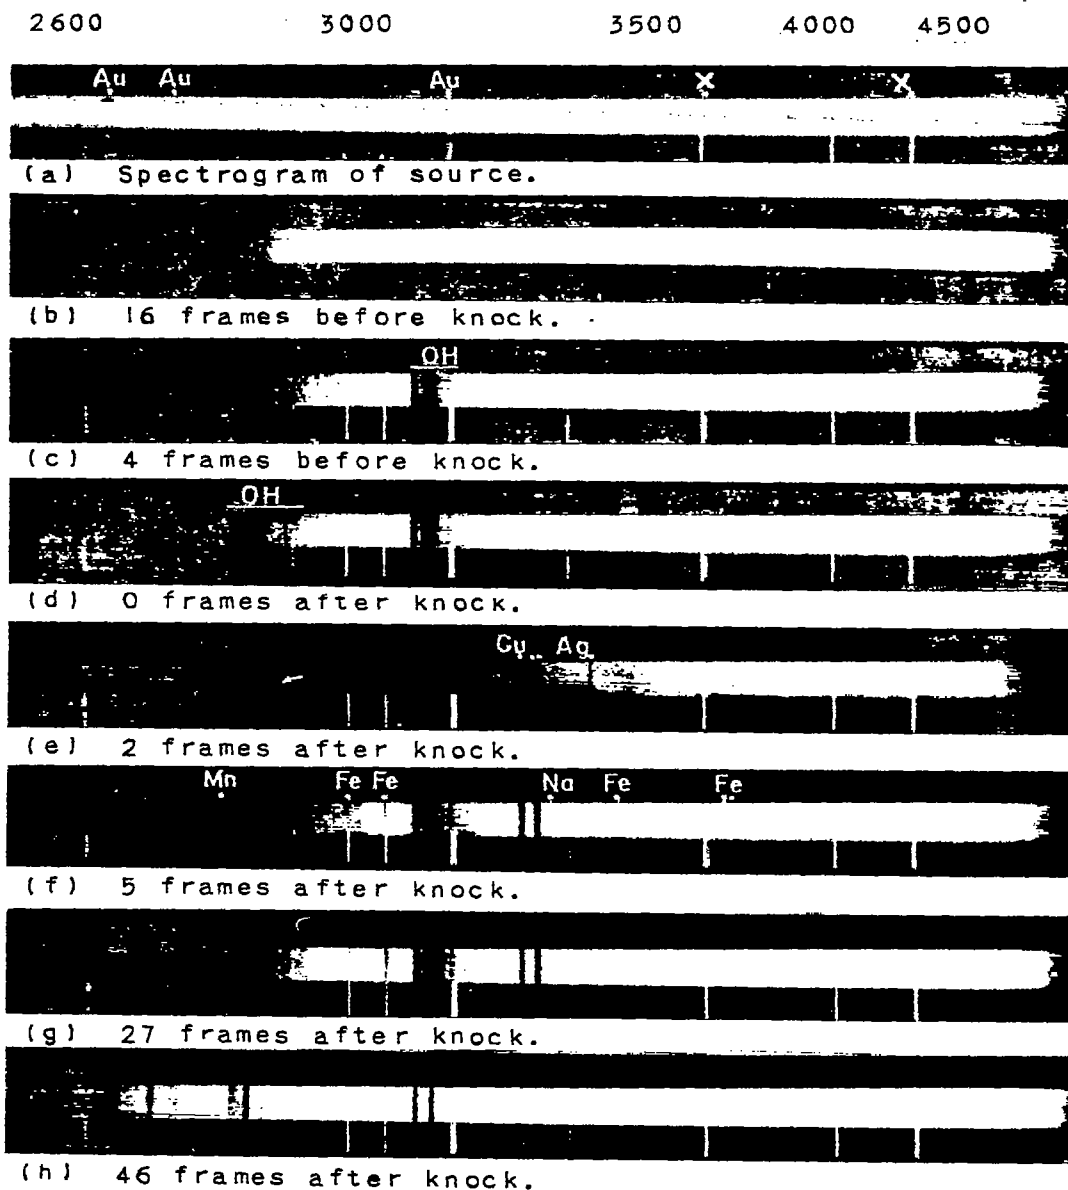 2600 3000 3500 4000 4500
Au Au Au X X
(a) Spectrogram of source.
(b) 16 frames before knock.
OH
(c) 4 frames before knock.
OH
(d) 0 frames after knock.
Cu Ag
(e) 2 frames after knock.
Mn Fe Fe Na Fe Fe
(f) 5 frames after knock.
(g) 27 frames after knock.
(h) 46 frames after knock.